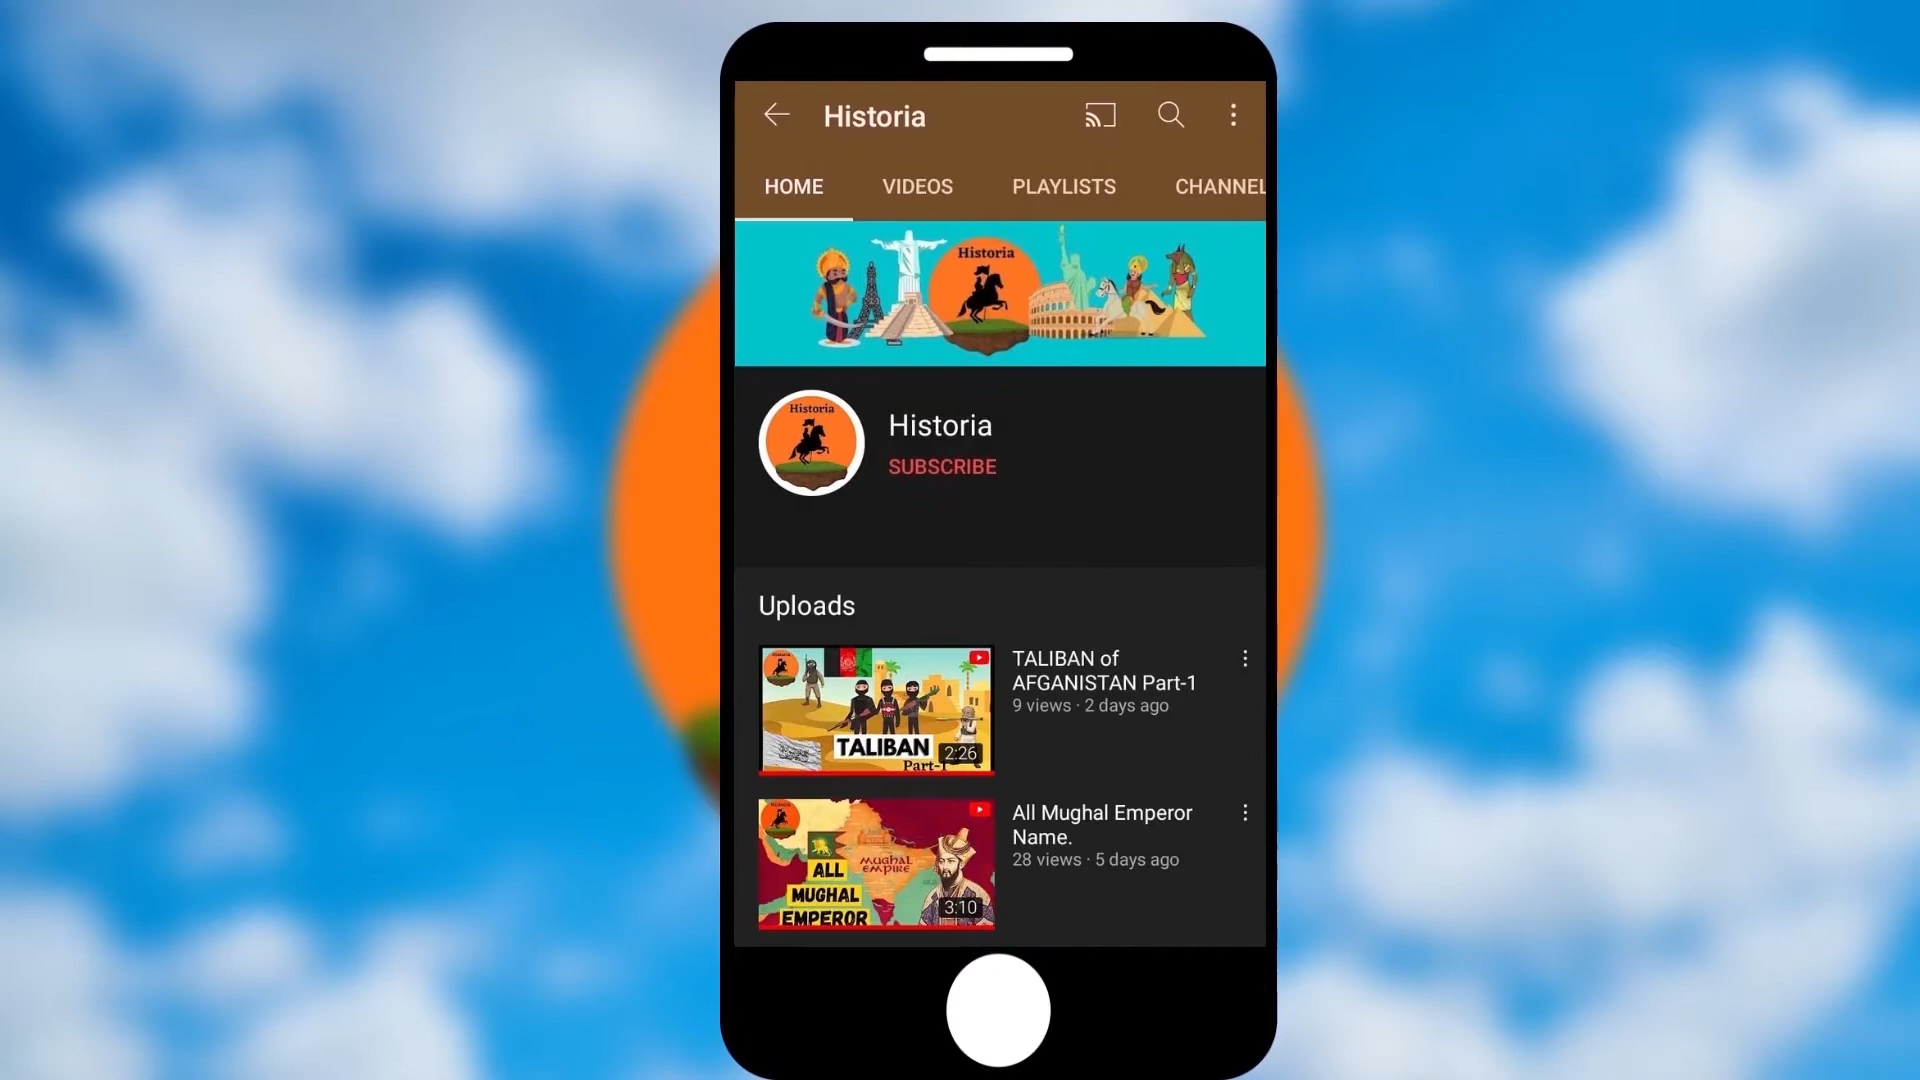 Historia
HOME VIDEOS PLAYLISTS CHANNEL
Historia
Historia
Historia
SUBSCRIBE
Uploads
TALIBAN of
AFGANISTAN Part-1
9 views · 2 days ago
TALIBAN
Part-1
2:26
All Mughal Emperor
Name.
28 views · 5 days ago
MUGHAL
EMPIRE
ALL
MUGHAL
EMPEROR
3:10